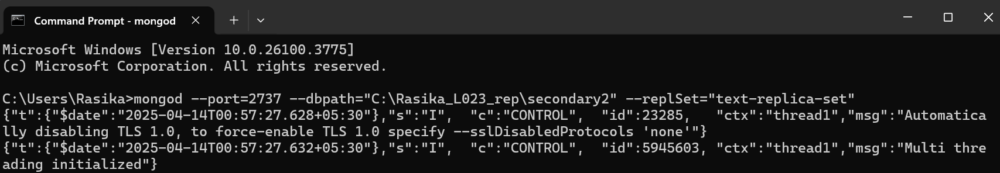 Command Prompt - mongod
Microsoft Windows [Version 10.0.26100.3775]
(c) Microsoft Corporation. All rights reserved.
C:\Users\Rasika>mongod --port=2737 --dbpath="C:\Rasika_L023_rep\secondary2" --replSet="text-replica-set"
{"t":{"$date":"2025-04-14T00:57:27.628+05:30"},"s":"I",  "c":"CONTROL",  "id":23285,   "ctx":"thread1","msg":"Automatica
lly disabling TLS 1.0, to force-enable TLS 1.0 specify --sslDisabledProtocols 'none'"}
{"t":{"$date":"2025-04-14T00:57:27.632+05:30"},"s":"I",  "c":"CONTROL",  "id":5945603, "ctx":"thread1","msg":"Multi thre
ading initialized"}